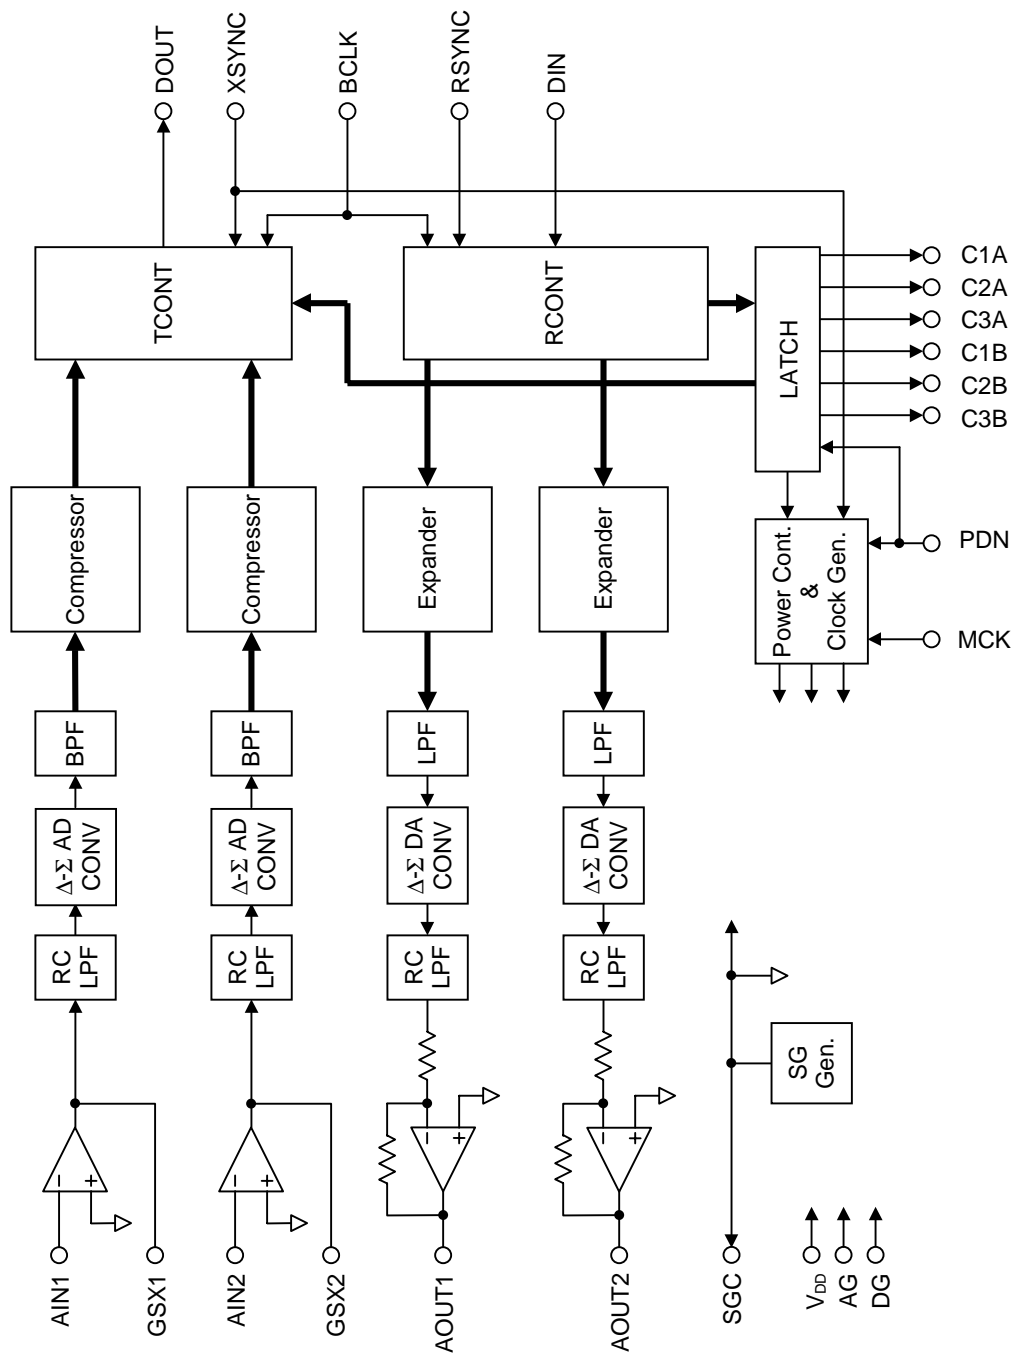 DOUT
XSYNC
BCLK
RSYNC
DIN
TCONT
RCONT
LATCH
C1A
C2A
C3A
C1B
C2B
C3B
Compressor
Compressor
Expander
Expander
Power Cont.
&
Clock Gen.
PDN
MCK
BPF
BPF
LPF
LPF
Δ-Σ AD
CONV
Δ-Σ AD
CONV
Δ-Σ DA
CONV
Δ-Σ DA
CONV
RC
LPF
RC
LPF
RC
LPF
RC
LPF
SG
Gen.
–
+
–
+
–
+
–
+
AIN1
GSX1
AIN2
GSX2
AOUT1
AOUT2
SGC
VDD
AG
DG